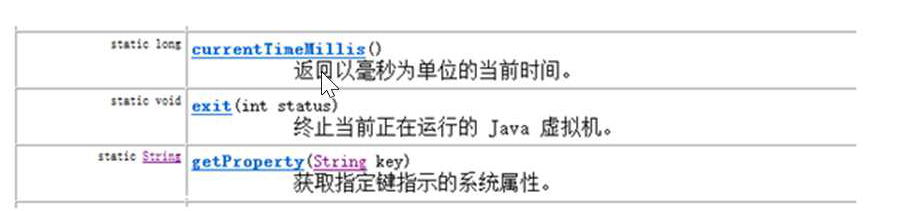 static long currentTimeMillis()
返回以毫秒为单位的当前时间。
static void exit(int status)
终止当前正在运行的 Java 虚拟机。
static String getProperty(String key)
获取指定键指示的系统属性。